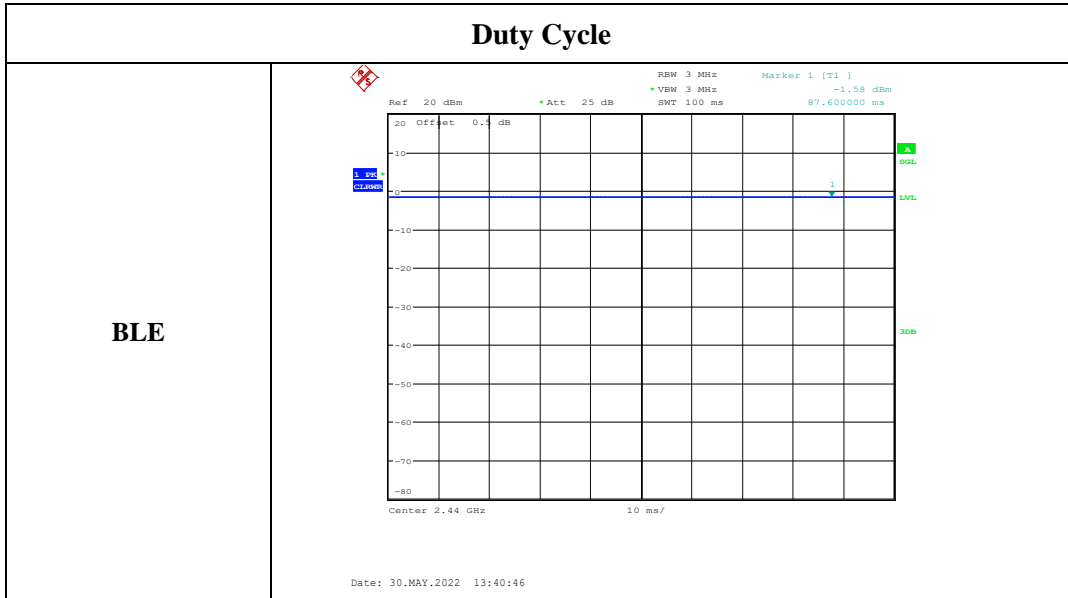 Duty Cycle
BLE
R S
RBW 3 MHz Marker 1 [T1 ]
*VBW 3 MHz -1.58 dBm
Ref 20 dBm *Att 25 dB SWT 100 ms 87.600000 ms
20 Offset 0.5 dB
A
SGL
10
1 PK *
CLRWR
0
1
LVL
-10
-20
-30
3DB
-40
-50
-60
-70
-80
Center 2.44 GHz 10 ms/
Date: 30.MAY.2022 13:40:46